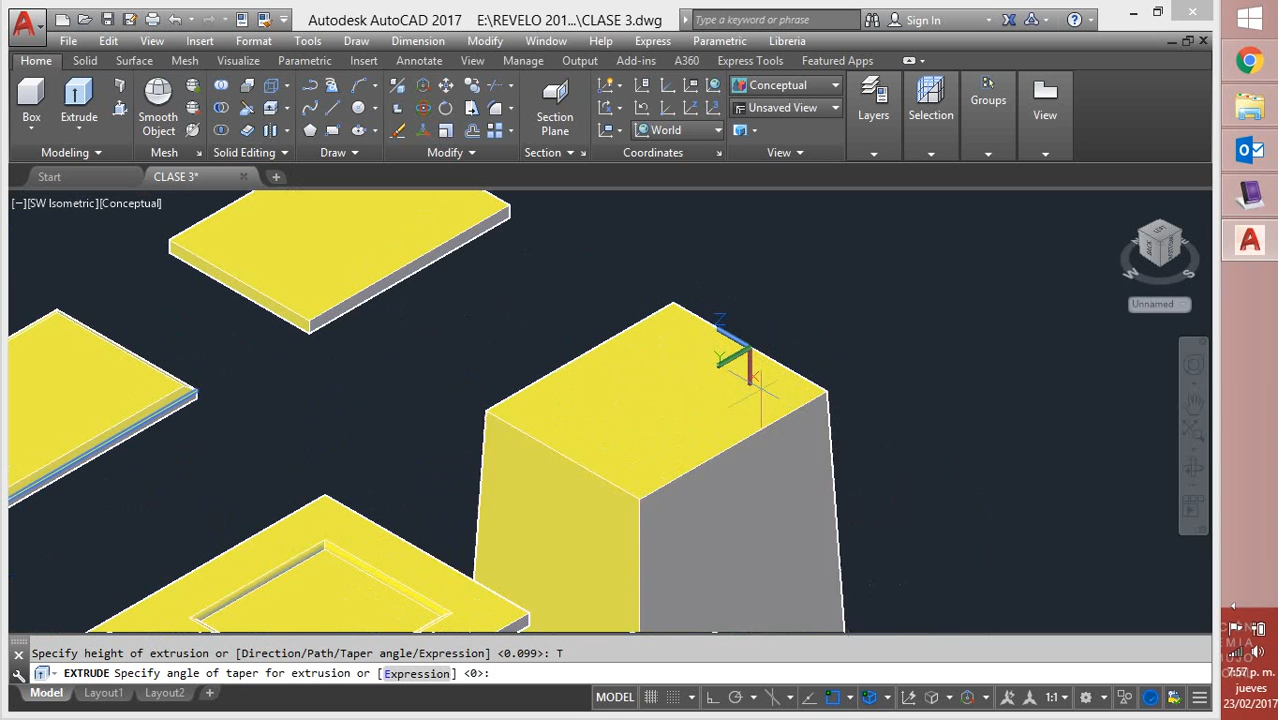 Autodesk AutoCAD 2017 E:\REVELO 201...\CLASE 3.dwg
Type a keyword or phrase
Sign In
File Edit View Insert Format Tools Draw Dimension Modify Window Help Express Parametric Libreria
Home Solid Surface Mesh Visualize Parametric Insert Annotate View Manage Output Add-ins A360 Express Tools Featured Apps
Box
Extrude
Smooth
Object
Section
Plane
Conceptual
Unsaved View
World
Layers
Selection
Groups
View
Modeling
Mesh
Solid Editing
Draw
Modify
Section
Coordinates
View
Start
CLASE 3*
[−][SW Isometric][Conceptual]
W
S
Unnamed
Z
Y
X
Specify height of extrusion or [Direction/Path/Taper angle/Expression] <0.099>: T
EXTRUDE Specify angle of taper for extrusion or [Expression] <0>:
Model Layout1 Layout2
MODEL
1:1
7:57 p. m.
jueves
23/02/2017